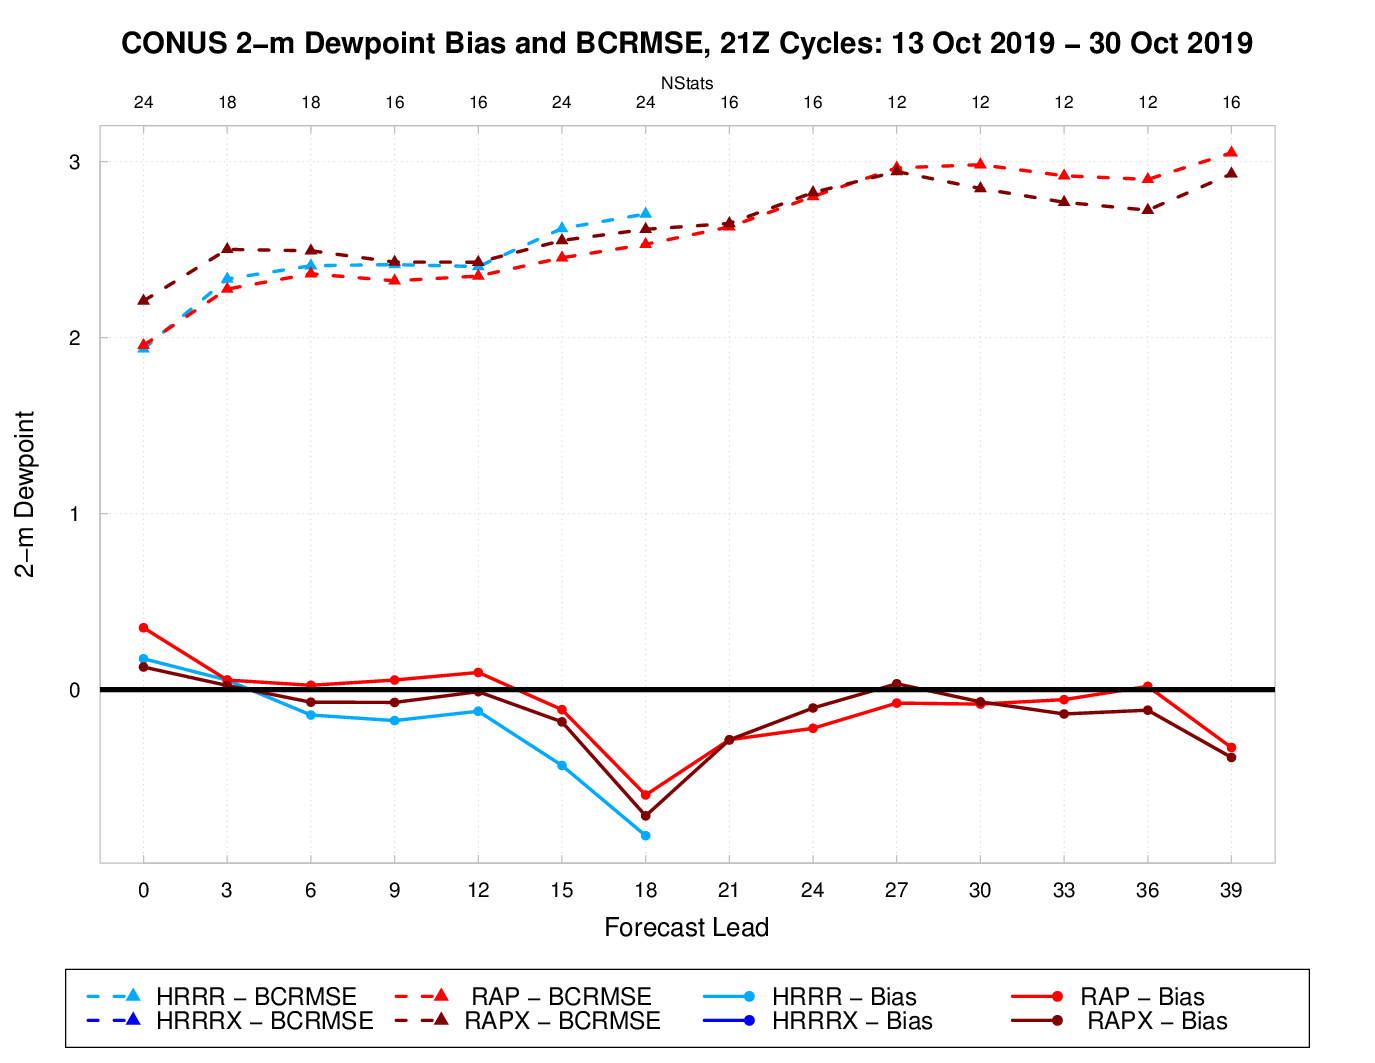 CONUS 2−m Dewpoint Bias and BCRMSE, 21Z Cycles: 13 Oct 2019 − 30 Oct 2019
NStats
24 18 18 16 16 24 24 16 16 12 12 12 12 16
3
2
1
0
2−m Dewpoint
0 3 6 9 12 15 18 21 24 27 30 33 36 39
Forecast Lead
HRRR − BCRMSE RAP − BCRMSE HRRR − Bias RAP − Bias
HRRRX − BCRMSE RAPX − BCRMSE HRRRX − Bias RAPX − Bias